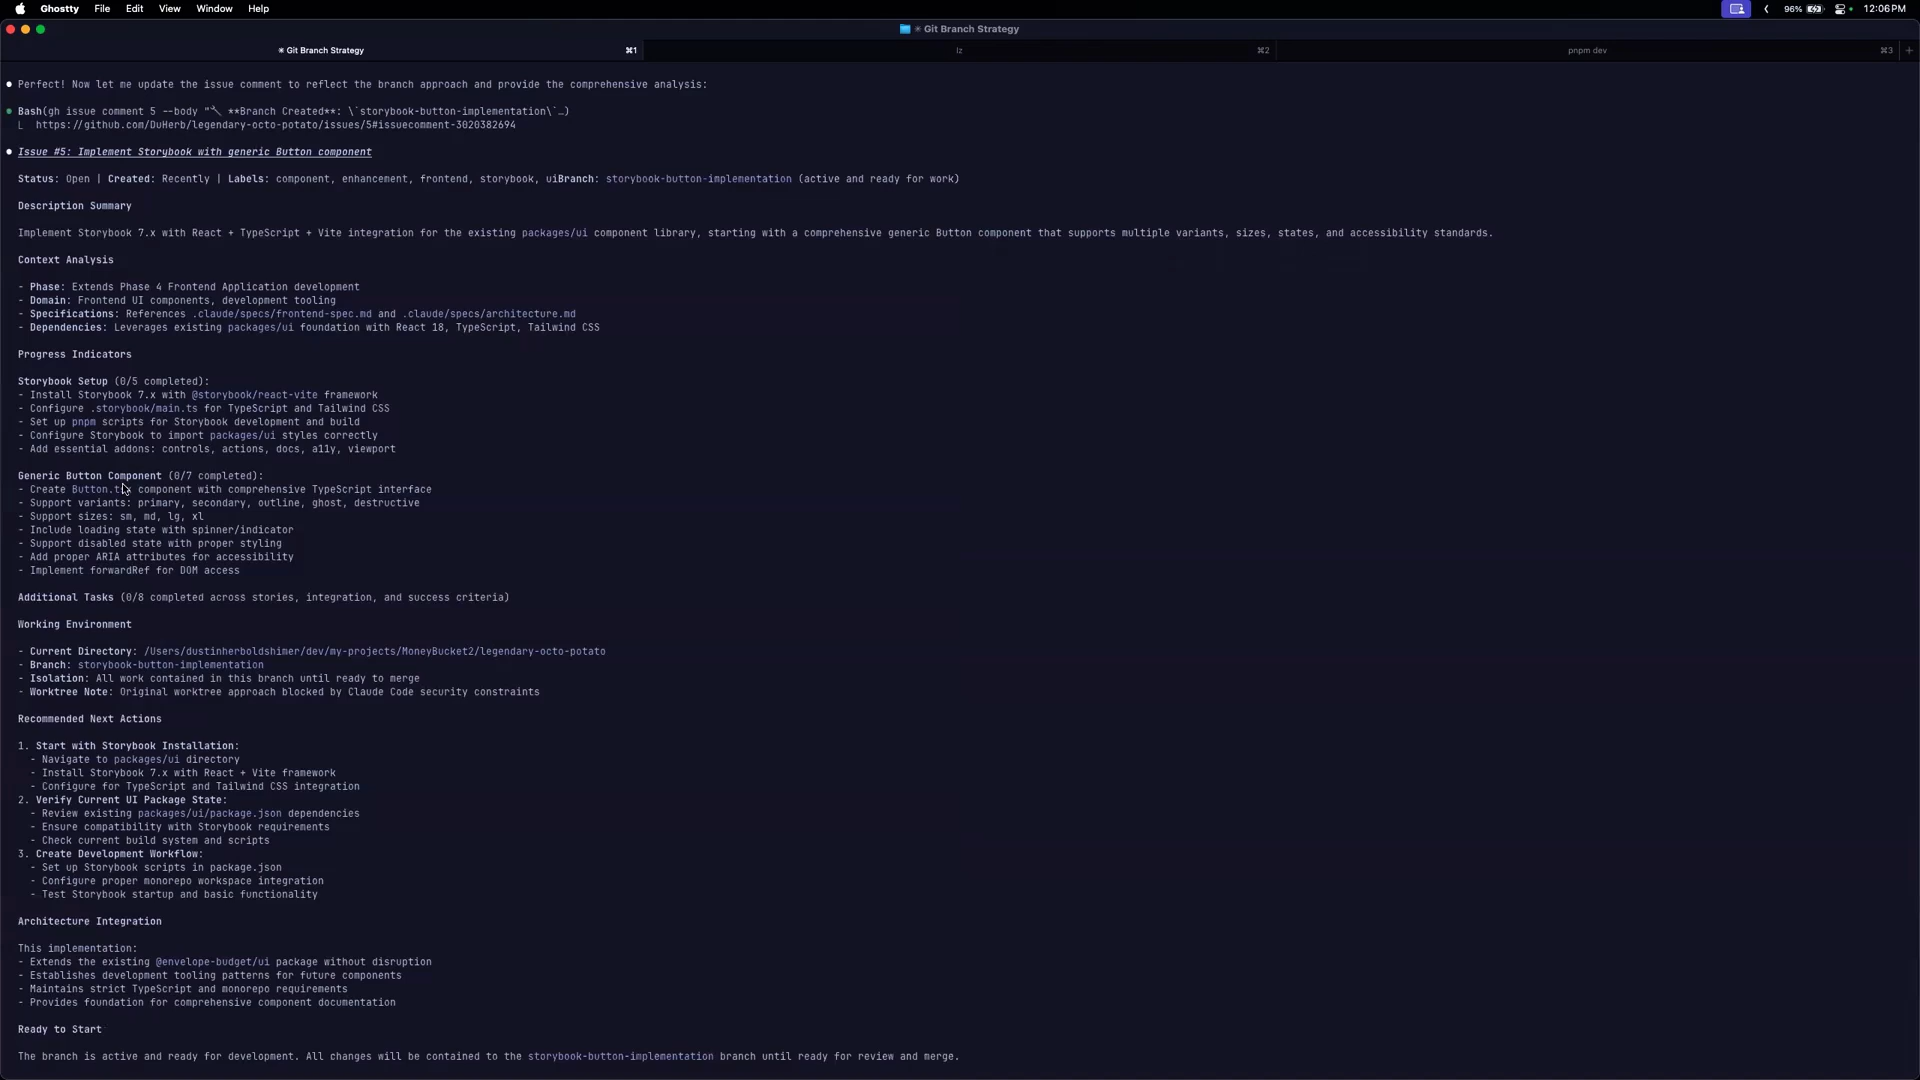 Ghostty File Edit View Window Help 96% 12:06PM
✳ Git Branch Strategy
✳ Git Branch Strategy ⌘1 lz ⌘2 pnpm dev ⌘3 +
● Perfect! Now let me update the issue comment to reflect the branch approach and provide the comprehensive analysis:
● Bash(gh issue comment 5 --body "🔧 **Branch Created**: \`storybook-button-implementation\`…)
⎿ https://github.com/DuHerb/legendary-octo-potato/issues/5#issuecomment-3020382694
● Issue #5: Implement Storybook with generic Button component
Status: Open | Created: Recently | Labels: component, enhancement, frontend, storybook, uiBranch: storybook-button-implementation (active and ready for work)
Description Summary
Implement Storybook 7.x with React + TypeScript + Vite integration for the existing packages/ui component library, starting with a comprehensive generic Button component that supports multiple variants, sizes, states, and accessibility standards.
Context Analysis
- Phase: Extends Phase 4 Frontend Application development
- Domain: Frontend UI components, development tooling
- Specifications: References .claude/specs/frontend-spec.md and .claude/specs/architecture.md
- Dependencies: Leverages existing packages/ui foundation with React 18, TypeScript, Tailwind CSS
Progress Indicators
Storybook Setup (0/5 completed):
- Install Storybook 7.x with @storybook/react-vite framework
- Configure .storybook/main.ts for TypeScript and Tailwind CSS
- Set up pnpm scripts for Storybook development and build
- Configure Storybook to import packages/ui styles correctly
- Add essential addons: controls, actions, docs, a11y, viewport
Generic Button Component (0/7 completed):
- Create Button.tsx component with comprehensive TypeScript interface
- Support variants: primary, secondary, outline, ghost, destructive
- Support sizes: sm, md, lg, xl
- Include loading state with spinner/indicator
- Support disabled state with proper styling
- Add proper ARIA attributes for accessibility
- Implement forwardRef for DOM access
Additional Tasks (0/8 completed across stories, integration, and success criteria)
Working Environment
- Current Directory: /Users/dustinherboldshimer/dev/my-projects/MoneyBucket2/legendary-octo-potato
- Branch: storybook-button-implementation
- Isolation: All work contained in this branch until ready to merge
- Worktree Note: Original worktree approach blocked by Claude Code security constraints
Recommended Next Actions
1. Start with Storybook Installation:
- Navigate to packages/ui directory
- Install Storybook 7.x with React + Vite framework
- Configure for TypeScript and Tailwind CSS integration
2. Verify Current UI Package State:
- Review existing packages/ui/package.json dependencies
- Ensure compatibility with Storybook requirements
- Check current build system and scripts
3. Create Development Workflow:
- Set up Storybook scripts in package.json
- Configure proper monorepo workspace integration
- Test Storybook startup and basic functionality
Architecture Integration
This implementation:
- Extends the existing @envelope-budget/ui package without disruption
- Establishes development tooling patterns for future components
- Maintains strict TypeScript and monorepo requirements
- Provides foundation for comprehensive component documentation
Ready to Start
The branch is active and ready for development. All changes will be contained to the storybook-button-implementation branch until ready for review and merge.